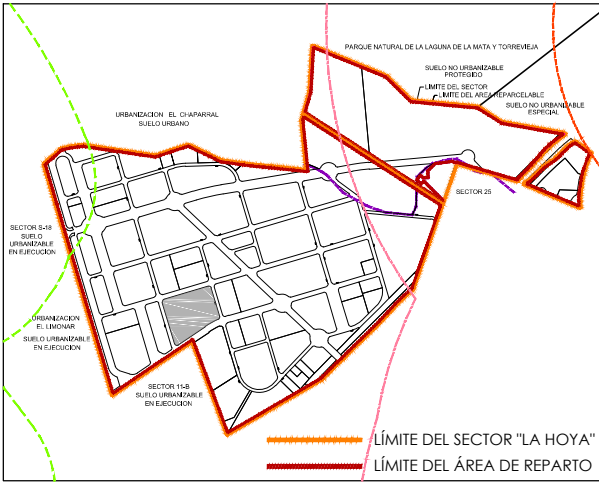 PARQUE NATURAL DE LA LAGUNA DE LA MATA Y TORREVIEJA
SUELO NO URBANIZABLE
PROTEGIDO
LIMITE DEL SECTOR
LIMITE DEL AREA REPARCELABLE
SUELO NO URBANIZABLE
ESPECIAL
URBANIZACION EL CHAPARRAL
SUELO URBANO
SECTOR 25
SECTOR S-18
SUELO
URBANIZABLE
EN EJECUCION
URBANIZACION
EL LIMONAR
SUELO URBANIZABLE
EN EJECUCION
SECTOR 11-B
SUELO URBANIZABLE
EN EJECUCION
LÍMITE DEL SECTOR "LA HOYA"
LÍMITE DEL ÁREA DE REPARTO